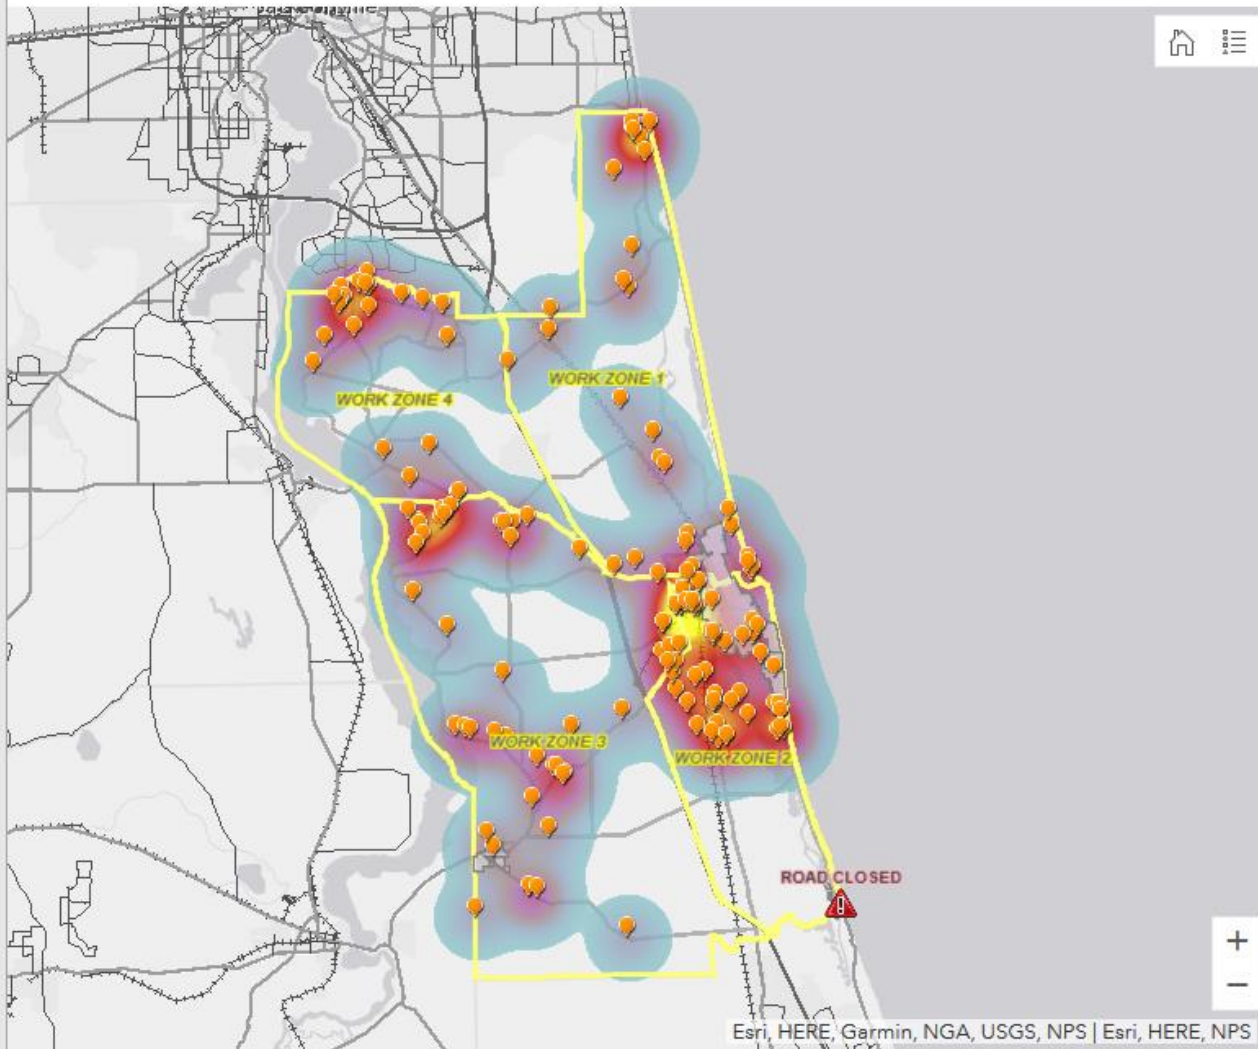 WORK ZONE 1
WORK ZONE 4
WORK ZONE 3
WORK ZONE 2
ROAD CLOSED
+
−
Esri, HERE, Garmin, NGA, USGS, NPS | Esri, HERE, NPS